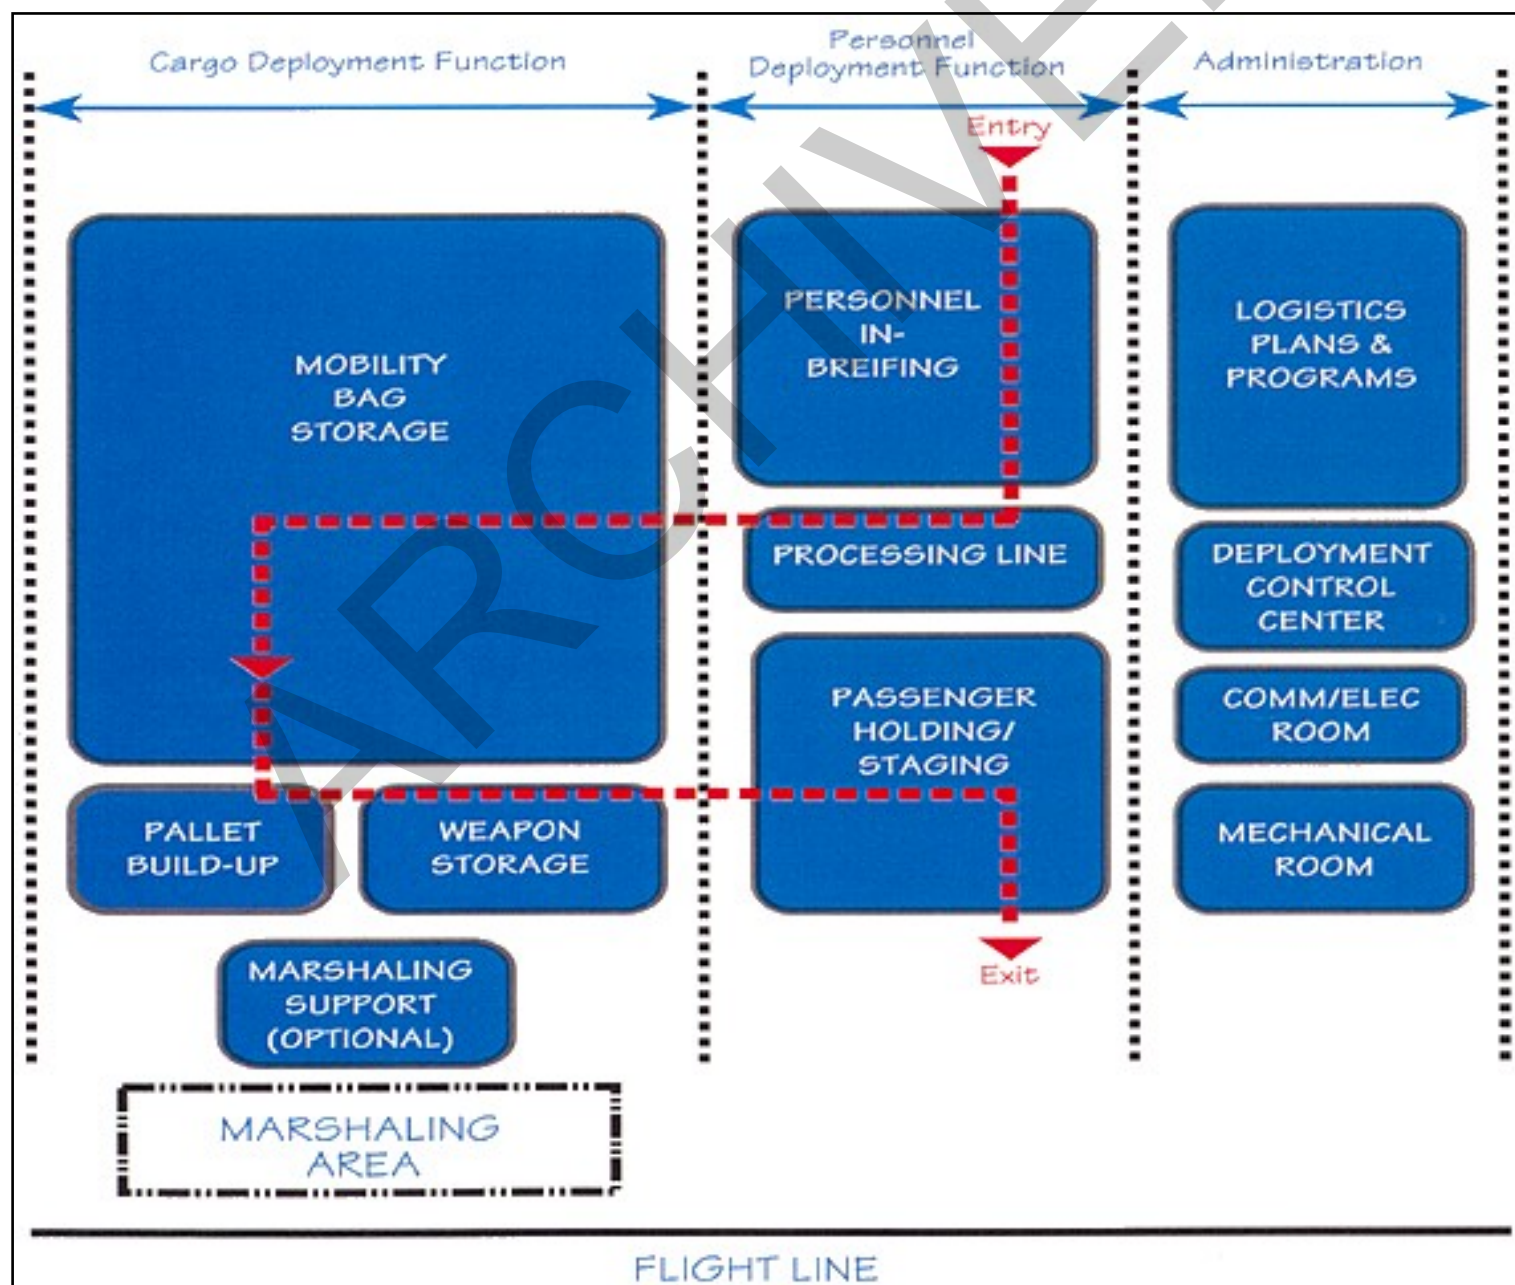 Cargo Deployment Function
Personnel
Deployment Function
Administration
Entry
MOBILITY
BAG
STORAGE
PERSONNEL
IN-
BREIFING
LOGISTICS
PLANS &
PROGRAMS
PROCESSING LINE
DEPLOYMENT
CONTROL
CENTER
PASSENGER
HOLDING/
STAGING
COMM/ELEC
ROOM
PALLET
BUILD-UP
WEAPON
STORAGE
MECHANICAL
ROOM
MARSHALING
SUPPORT
(OPTIONAL)
Exit
MARSHALING
AREA
FLIGHT LINE
ARCHIVE